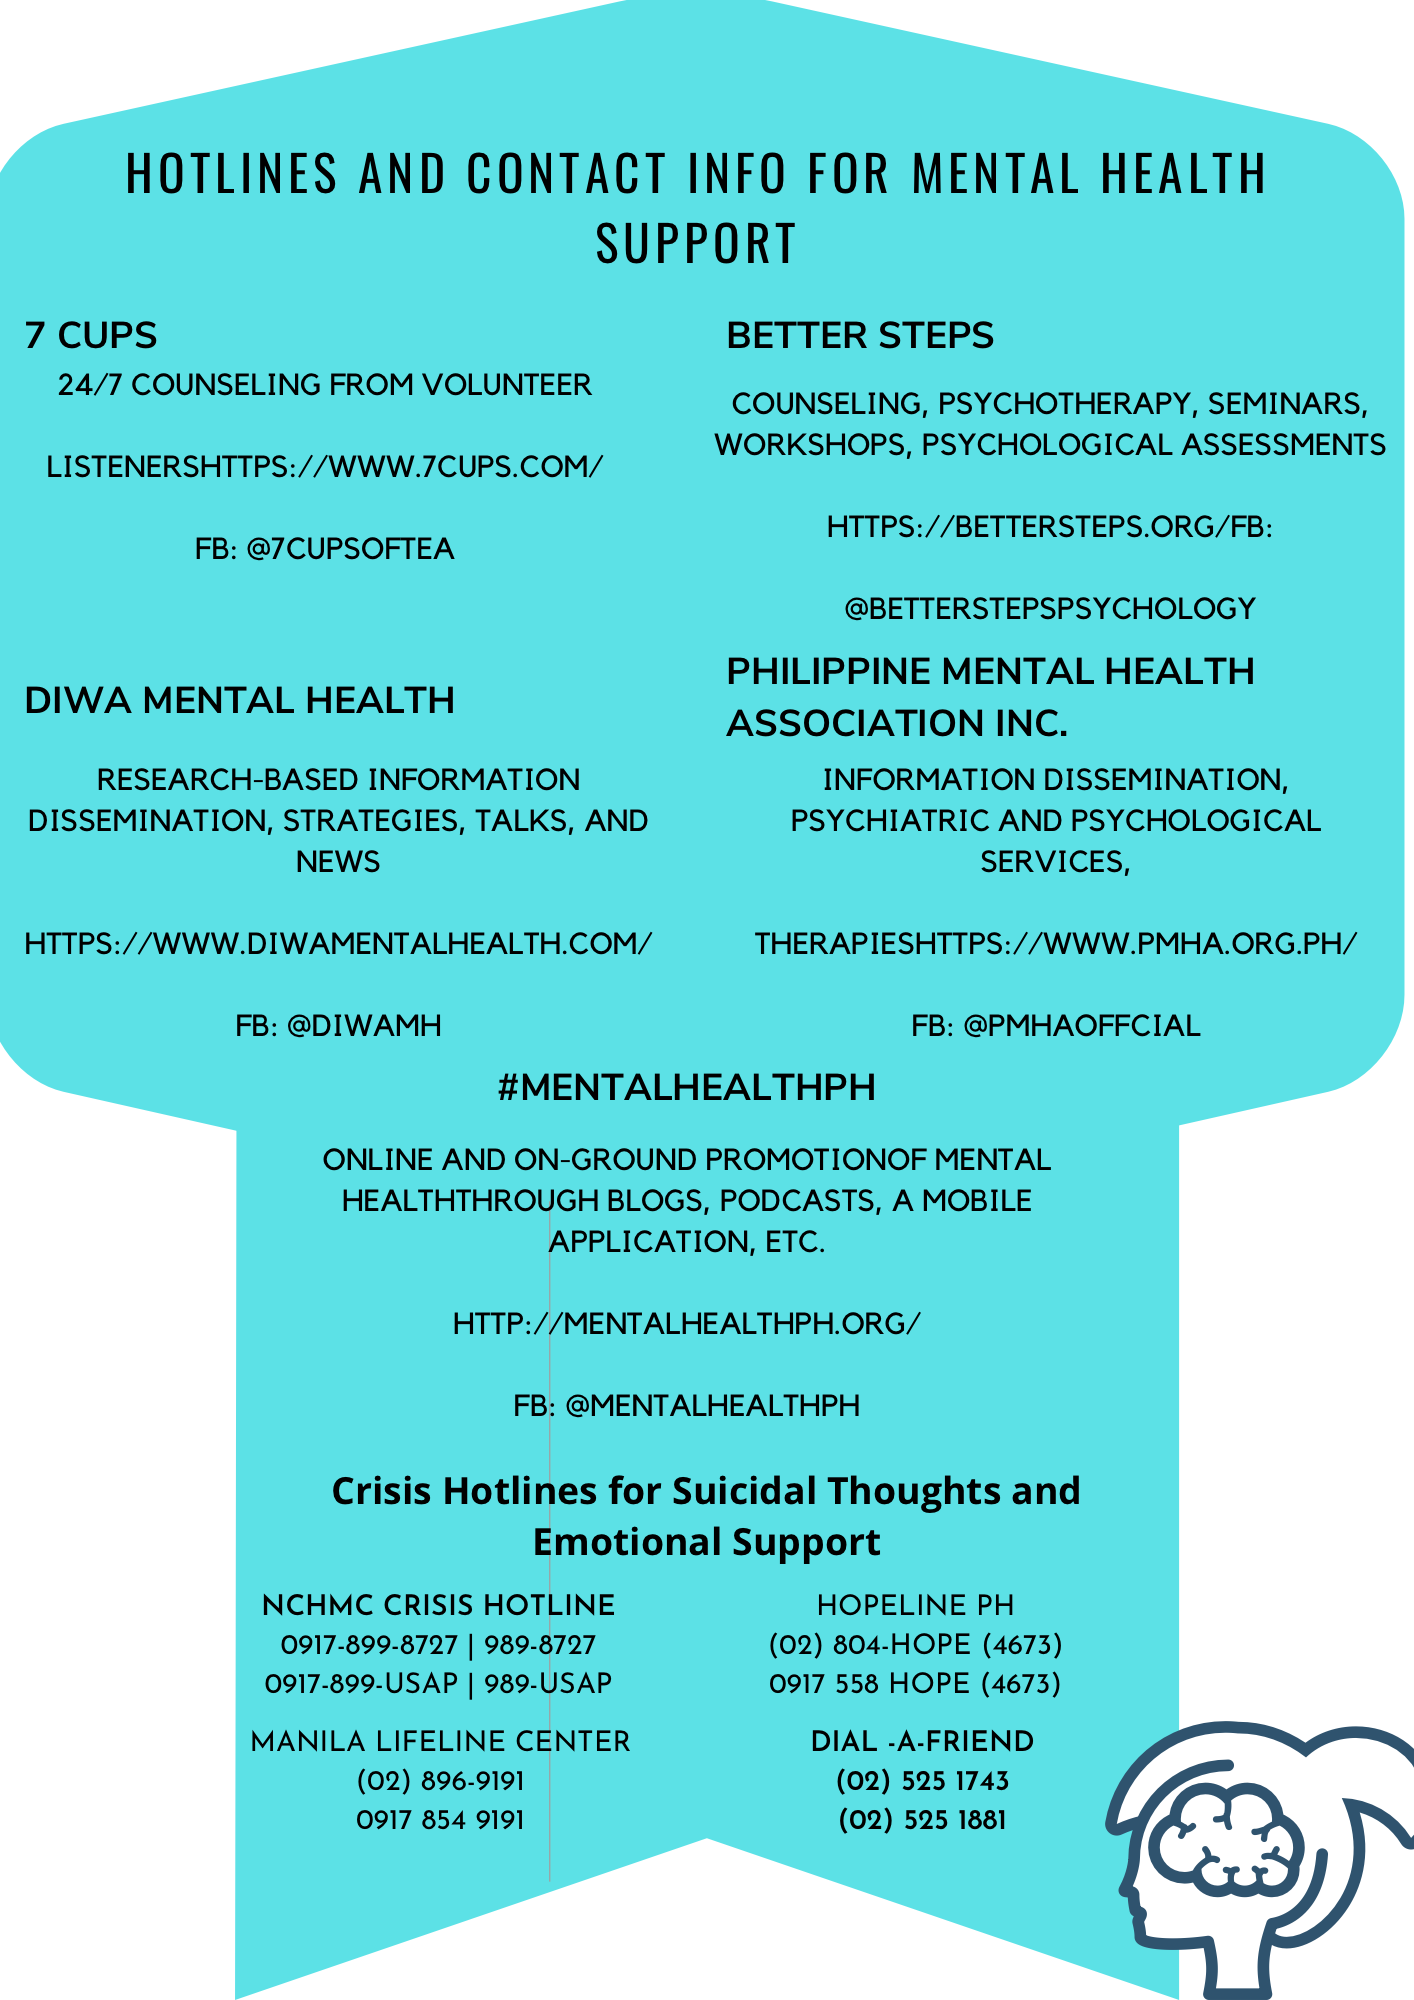 HOTLINES AND CONTACT INFO FOR MENTAL HEALTH
SUPPORT
7 CUPS
24/7 COUNSELING FROM VOLUNTEER
LISTENERSHTTPS://WWW.7CUPS.COM/
FB: @7CUPSOFTEA
BETTER STEPS
COUNSELING, PSYCHOTHERAPY, SEMINARS,
WORKSHOPS, PSYCHOLOGICAL ASSESSMENTS
HTTPS://BETTERSTEPS.ORG/FB:
@BETTERSTEPSPSYCHOLOGY
DIWA MENTAL HEALTH
RESEARCH-BASED INFORMATION
DISSEMINATION, STRATEGIES, TALKS, AND
NEWS
HTTPS://WWW.DIWAMENTALHEALTH.COM/
FB: @DIWAMH
PHILIPPINE MENTAL HEALTH
ASSOCIATION INC.
INFORMATION DISSEMINATION,
PSYCHIATRIC AND PSYCHOLOGICAL
SERVICES,
THERAPIESHTTPS://WWW.PMHA.ORG.PH/
FB: @PMHAOFFCIAL
#MENTALHEALTHPH
ONLINE AND ON-GROUND PROMOTIONOF MENTAL
HEALTHTHROUGH BLOGS, PODCASTS, A MOBILE
APPLICATION, ETC.
HTTP://MENTALHEALTHPH.ORG/
FB: @MENTALHEALTHPH
Crisis Hotlines for Suicidal Thoughts and
Emotional Support
NCHMC CRISIS HOTLINE
0917-899-8727 | 989-8727
0917-899-USAP | 989-USAP
HOPELINE PH
(02) 804-HOPE (4673)
0917 558 HOPE (4673)
MANILA LIFELINE CENTER
(02) 896-9191
0917 854 9191
DIAL -A-FRIEND
(02) 525 1743
(02) 525 1881